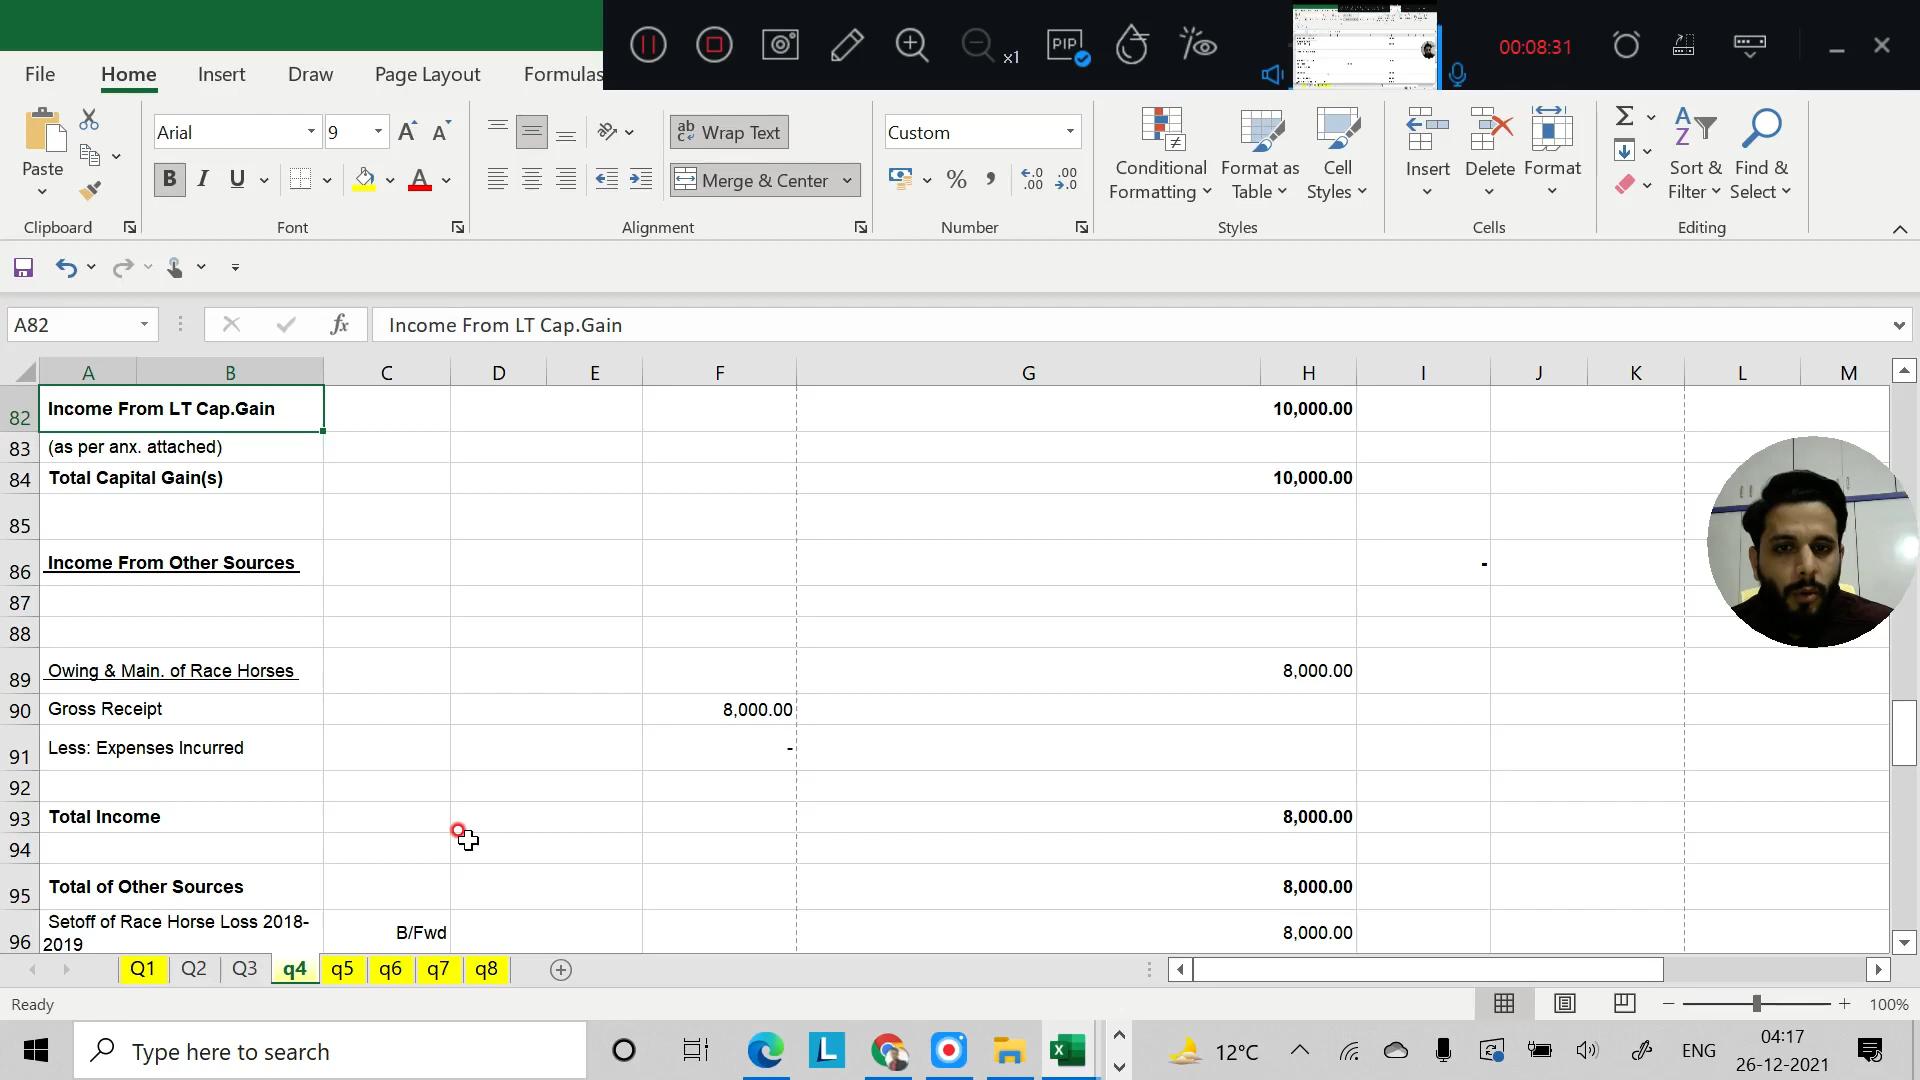 x1
PIP
00:08:31
File Home Insert Draw Page Layout Formulas
Paste
Clipboard
Arial 9
B I U
Font
Wrap Text
Merge & Center
Alignment
Custom
Number
Conditional Formatting
Format as Table
Cell Styles
Styles
Insert Delete Format
Cells
Sort & Filter
Find & Select
Editing
A82 fx Income From LT Cap.Gain
A B C D E F G H I J K L M
82 Income From LT Cap.Gain 10,000.00
83 (as per anx. attached)
84 Total Capital Gain(s) 10,000.00
85
86 Income From Other Sources -
87
88
89 Owing & Main. of Race Horses 8,000.00
90 Gross Receipt 8,000.00
91 Less: Expenses Incurred -
92
93 Total Income 8,000.00
94
95 Total of Other Sources 8,000.00
96 Setoff of Race Horse Loss 2018-
2019 B/Fwd 8,000.00
Q1 Q2 Q3 q4 q5 q6 q7 q8
Ready 100%
Type here to search
L
12°C
ENG
04:17
26-12-2021